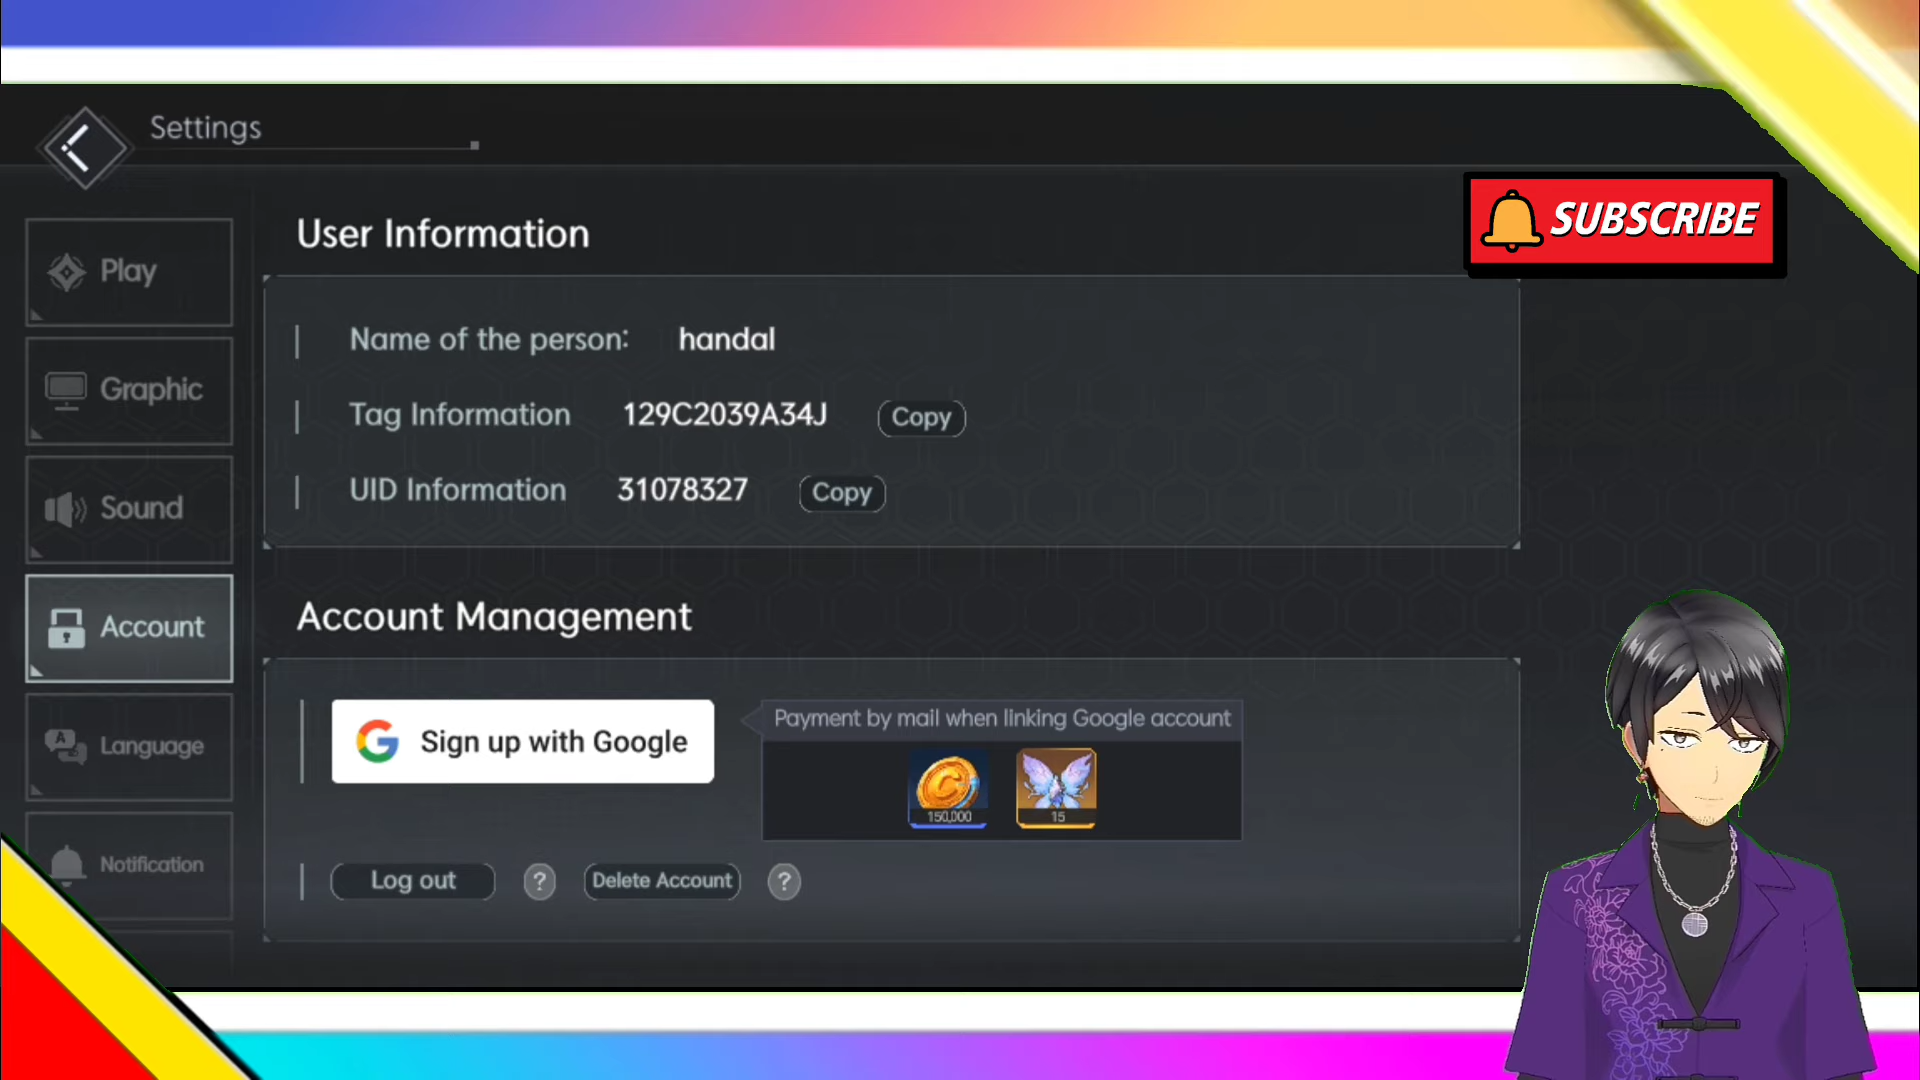 Settings
SUBSCRIBE
Play
Graphic
Sound
Account
Language
Notification
User Information
Name of the person: handal
Tag Information 129C2039A34J Copy
UID Information 31078327 Copy
Account Management
G Sign up with Google
Payment by mail when linking Google account
150,000 15
Log out ? Delete Account ?